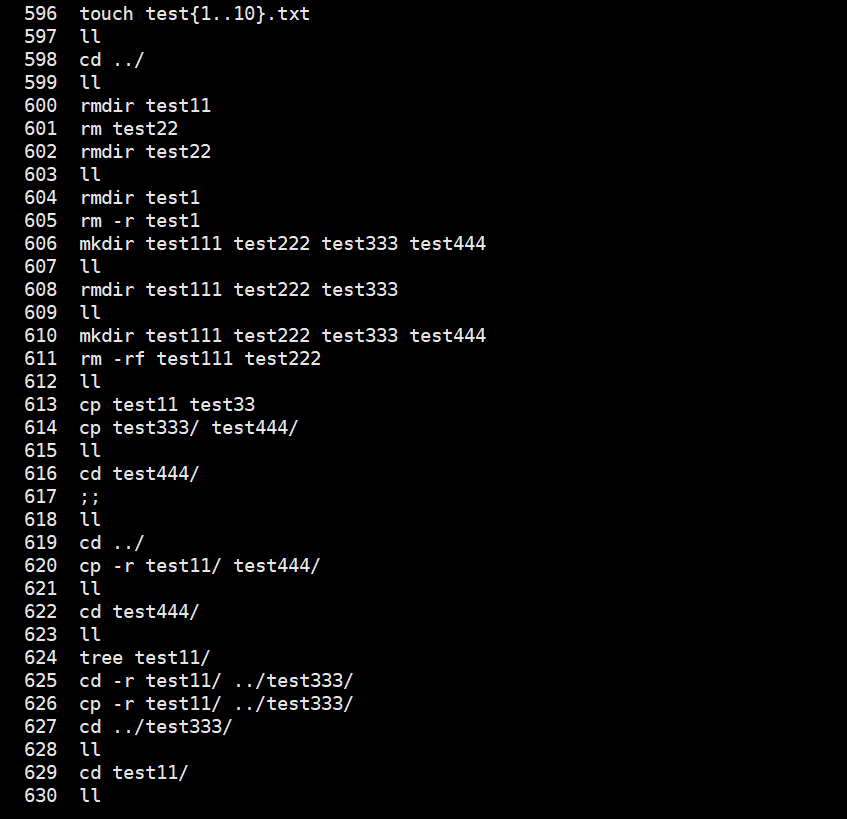 596 touch test{1..10}.txt
597 ll
598 cd ../
599 ll
600 rmdir test11
601 rm test22
602 rmdir test22
603 ll
604 rmdir test1
605 rm -r test1
606 mkdir test111 test222 test333 test444
607 ll
608 rmdir test111 test222 test333
609 ll
610 mkdir test111 test222 test333 test444
611 rm -rf test111 test222
612 ll
613 cp test11 test33
614 cp test333/ test444/
615 ll
616 cd test444/
617 ;;
618 ll
619 cd ../
620 cp -r test11/ test444/
621 ll
622 cd test444/
623 ll
624 tree test11/
625 cd -r test11/ ../test333/
626 cp -r test11/ ../test333/
627 cd ../test333/
628 ll
629 cd test11/
630 ll